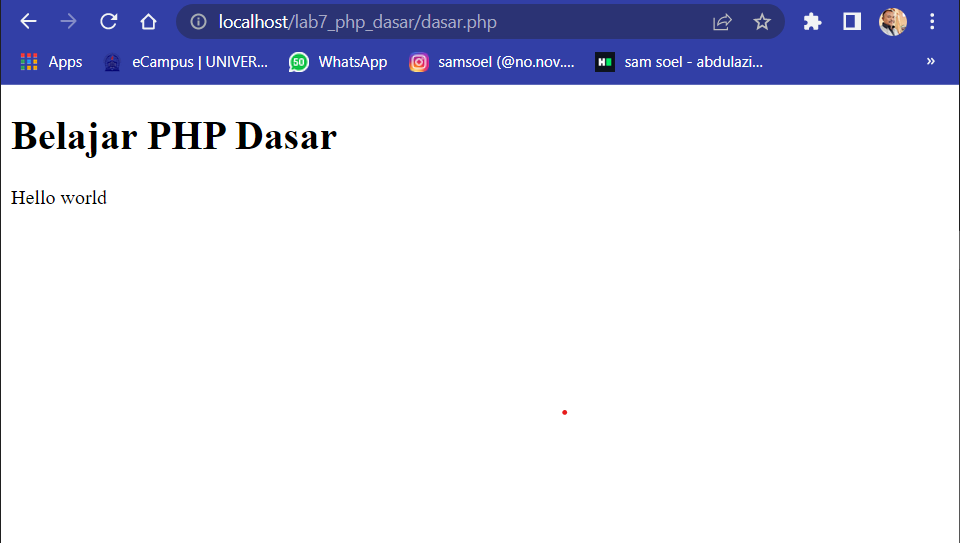 localhost/lab7_php_dasar/dasar.php
Apps eCampus | UNIVER... 50 WhatsApp samsoel (@no.nov.... H sam soel - abdulazi... »
Belajar PHP Dasar
Hello world